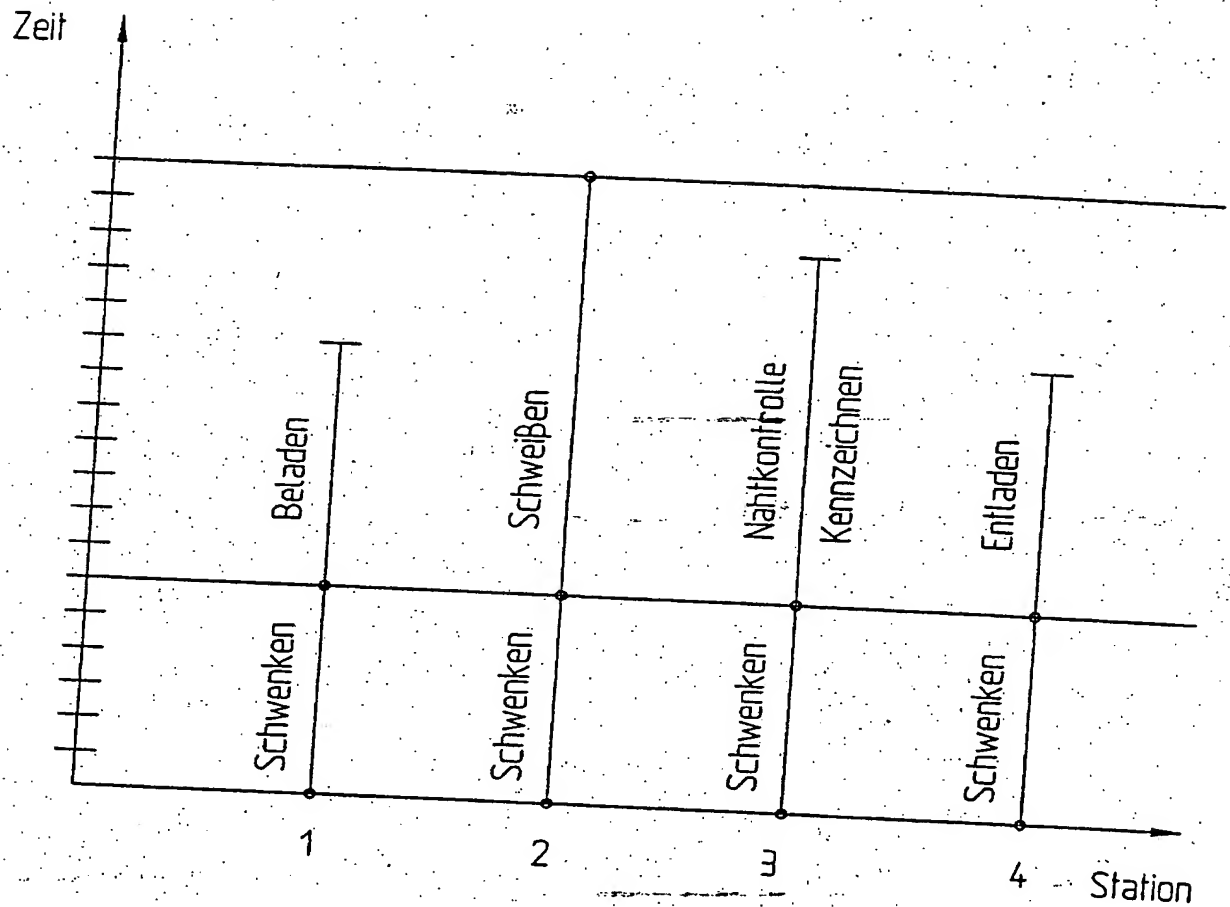 Zeit
Beladen
Schweißen
Nahtkontrolle
Kennzeichnen
Entladen
Schwenken
Schwenken
Schwenken
Schwenken
1
2
3
4
Station